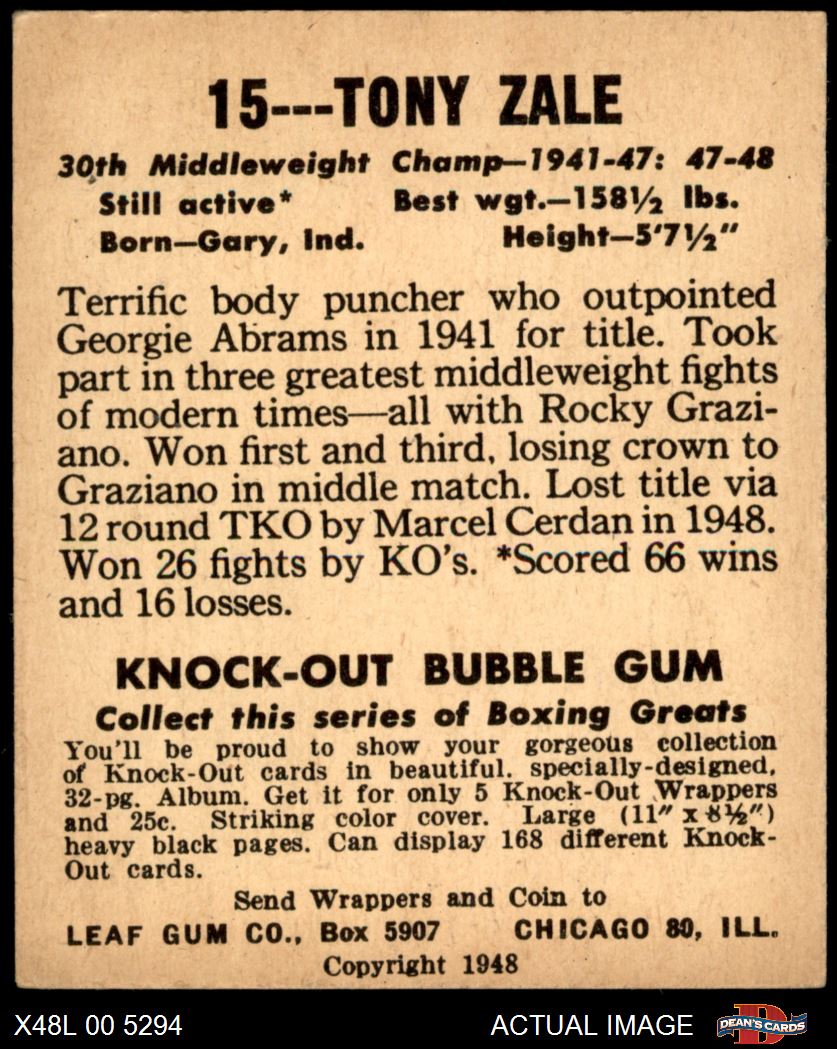 15---TONY ZALE
30th Middleweight Champ—1941-47: 47-48
Still active* Best wgt.—158½ lbs.
Born—Gary, Ind. Height—5'7½"
Terrific body puncher who outpointed
Georgie Abrams in 1941 for title. Took
part in three greatest middleweight fights
of modern times—all with Rocky Grazi-
ano. Won first and third, losing crown to
Graziano in middle match. Lost title via
12 round TKO by Marcel Cerdan in 1948.
Won 26 fights by KO's. *Scored 66 wins
and 16 losses.
KNOCK-OUT BUBBLE GUM
Collect this series of Boxing Greats
You'll be proud to show your gorgeous collection
of Knock-Out cards in beautiful, specially-designed,
32-pg. Album. Get it for only 5 Knock-Out Wrappers
and 25c. Striking color cover. Large (11" x 8½")
heavy black pages. Can display 168 different Knock-
Out cards.
Send Wrappers and Coin to
LEAF GUM CO., Box 5907 CHICAGO 80, ILL.
Copyright 1948
X48L 00 5294 ACTUAL IMAGE DEAN'S CARDS